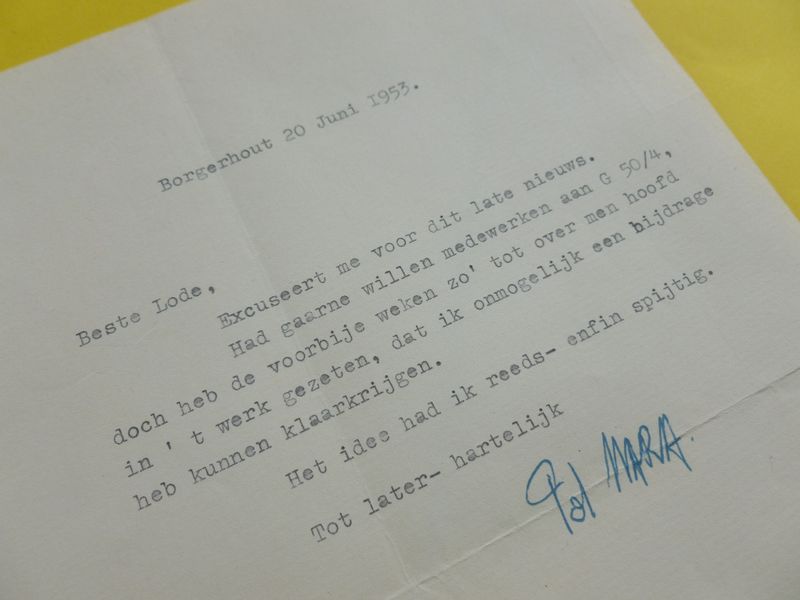 Borgerhout 20 Juni 1953.
Beste Lode,
Excuseert me voor dit late nieuws.
Had gaarne willen medewerken aan G 50/4,
doch heb de voorbije weken zo' tot over men hoofd
in ' t werk gezeten, dat ik onmogelijk een bijdrage
heb kunnen klaarkrijgen.
Het idee had ik reeds- enfin spijtig.
Tot later- hartelijk
Pol MARA.